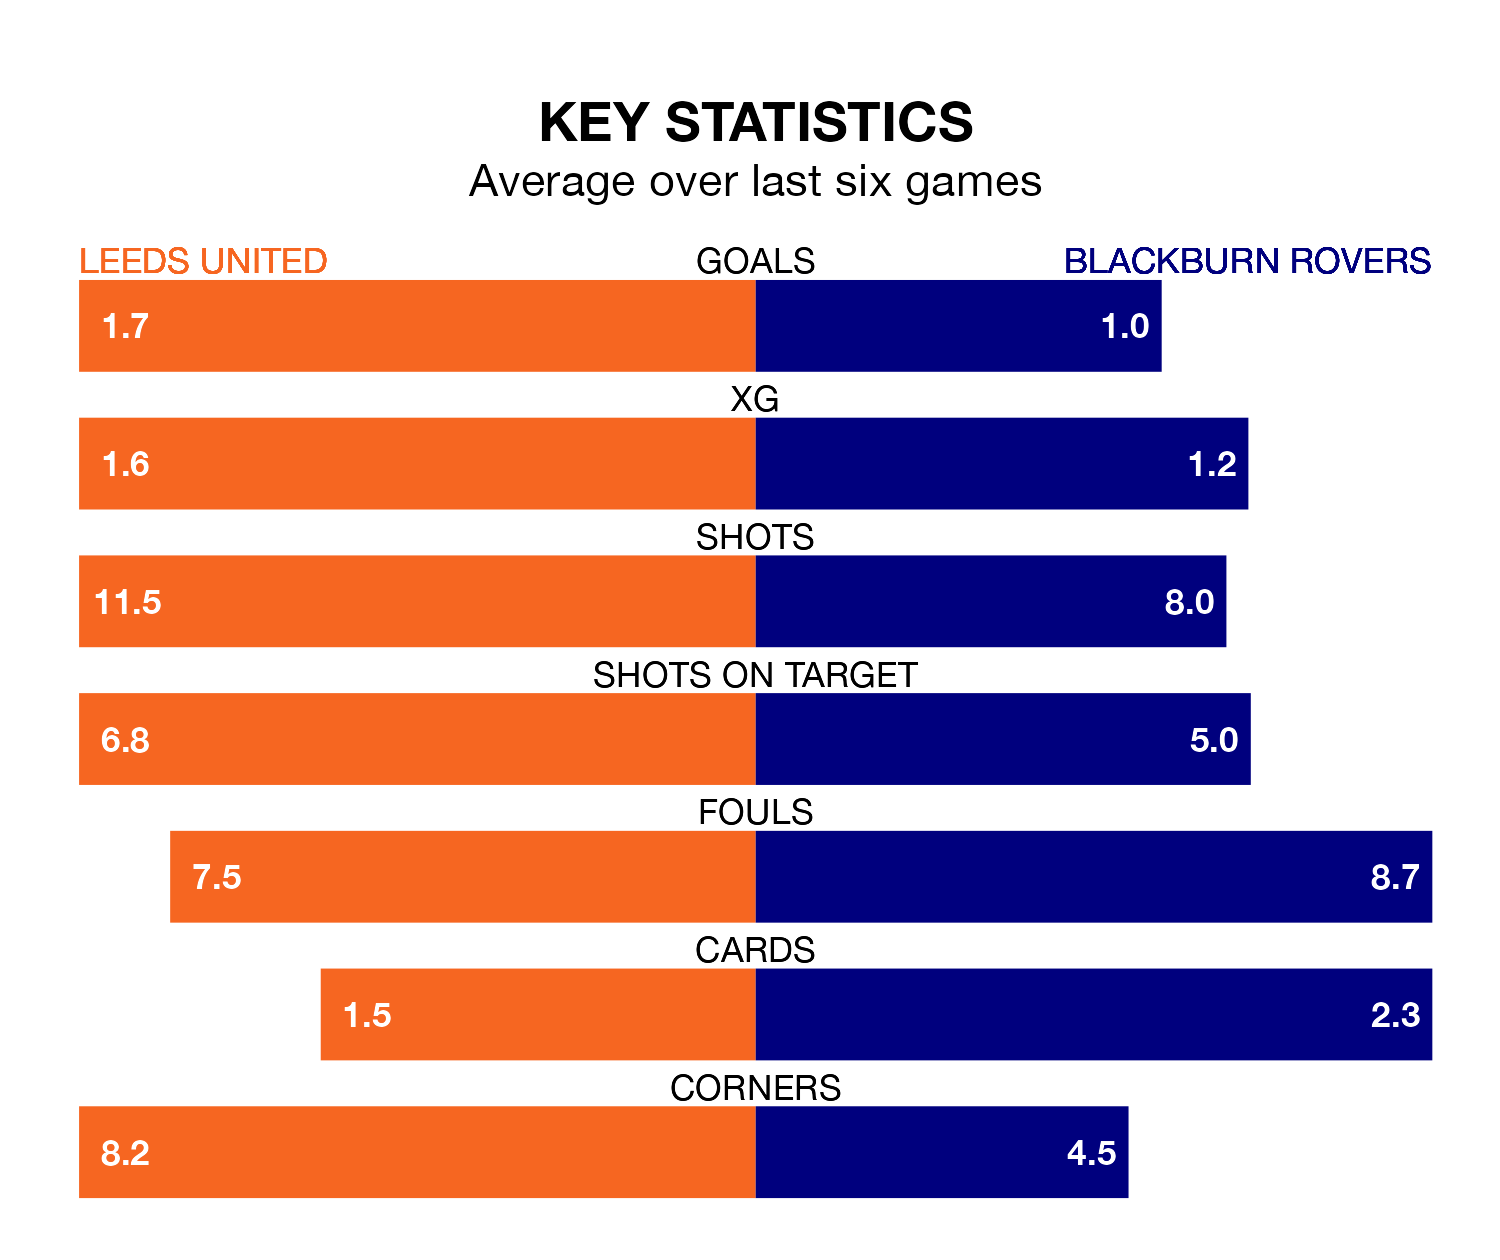 KEY STATISTICS
Average over last six games
LEEDS UNITED GOALS BLACKBURN ROVERS
1.7 1.0
XG
1.6 1.2
SHOTS
11.5 8.0
SHOTS ON TARGET
6.8 5.0
FOULS
7.5 8.7
CARDS
1.5 2.3
CORNERS
8.2 4.5